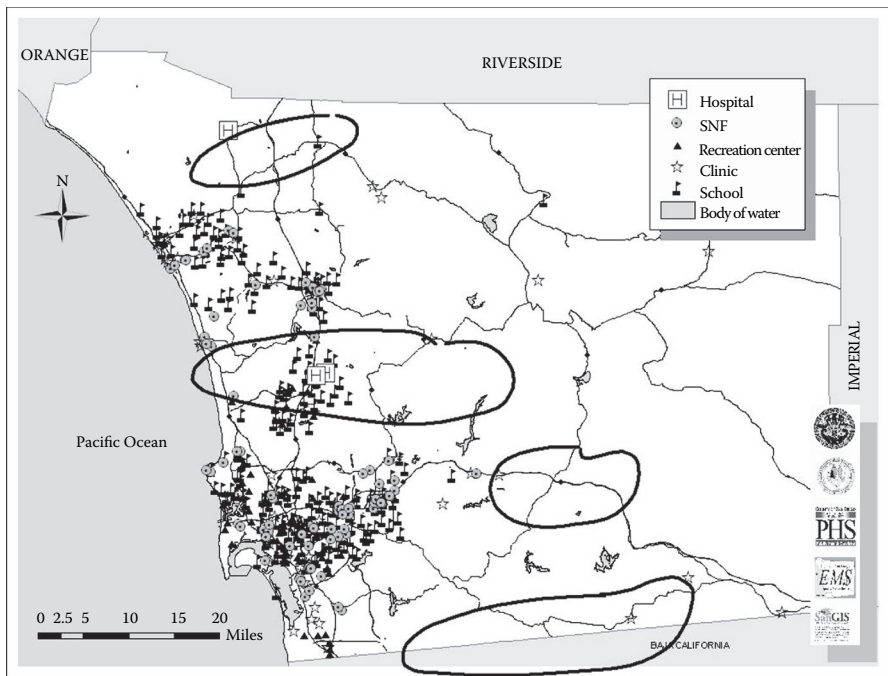 ORANGE
RIVERSIDE
H Hospital
SNF
Recreation center
Clinic
School
Body of water
H
N
IMPERIAL
H H
Pacific Ocean
PHS
EMS
SanGIS
0 2.5 5 10 15 20
Miles
BAJA CALIFORNIA